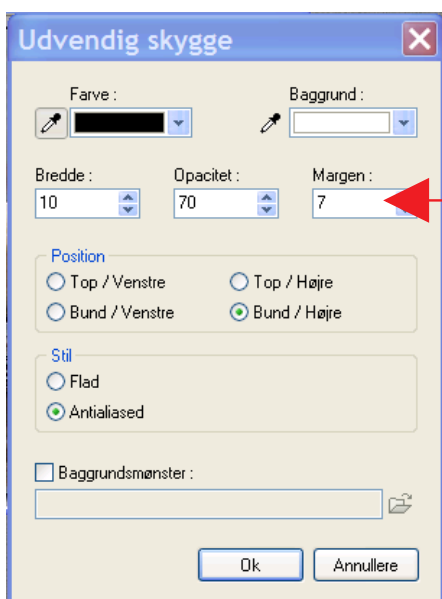 Udvendig skygge
Farve : Baggrund :
Bredde : Opacitet : Margen :
10 70 7
Position
Top / Venstre Top / Højre
Bund / Venstre Bund / Højre
Stil
Flad
Antialiased
Baggrundsmønster :
Ok Annullere